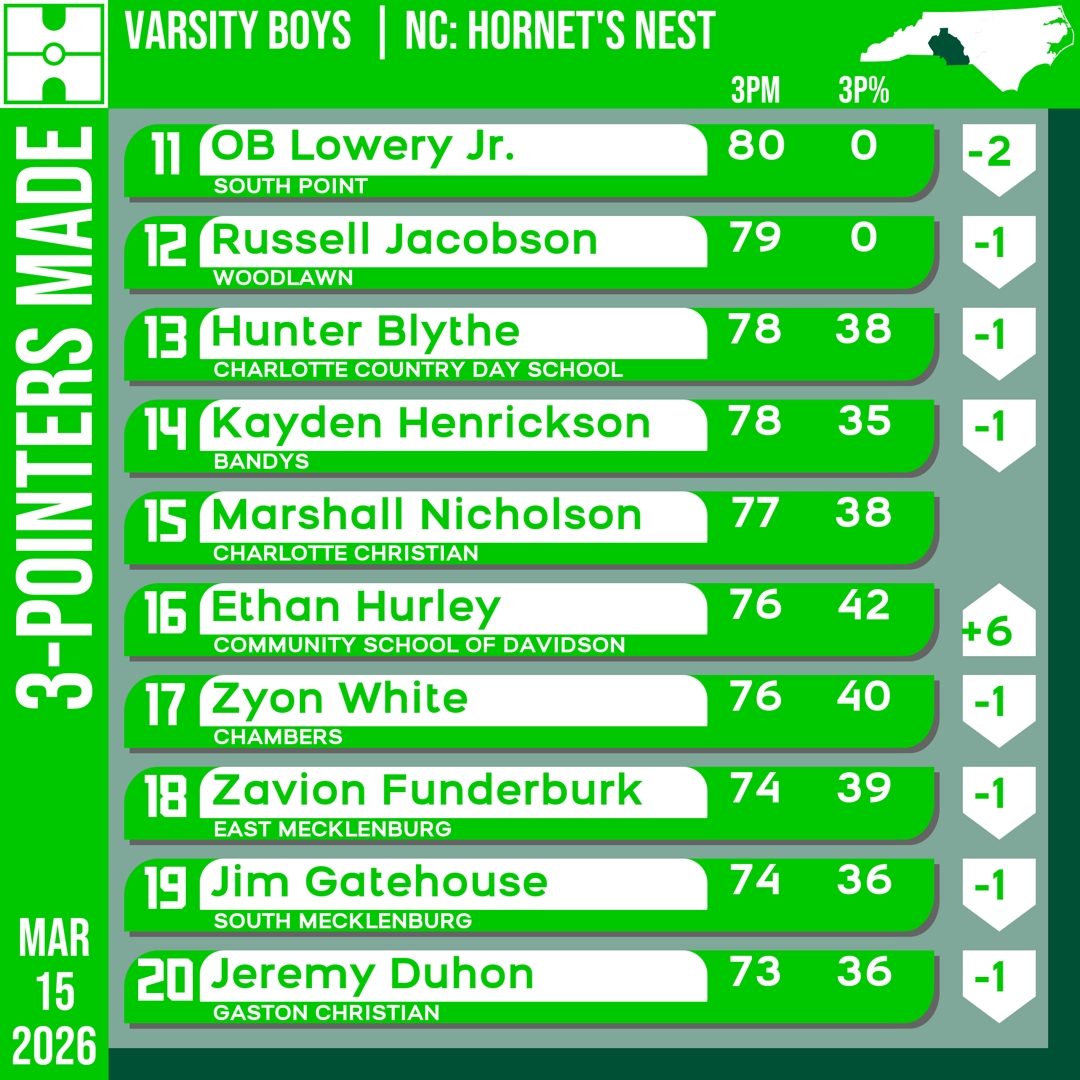 VARSITY BOYS | NC: HORNET'S NEST
3PM 3P%
3-POINTERS MADE
11 OB Lowery Jr. 80 0 -2
SOUTH POINT
12 Russell Jacobson 79 0 -1
WOODLAWN
13 Hunter Blythe 78 38 -1
CHARLOTTE COUNTRY DAY SCHOOL
14 Kayden Henrickson 78 35 -1
BANDYS
15 Marshall Nicholson 77 38
CHARLOTTE CHRISTIAN
16 Ethan Hurley 76 42 +6
COMMUNITY SCHOOL OF DAVIDSON
17 Zyon White 76 40 -1
CHAMBERS
18 Zavion Funderburk 74 39 -1
EAST MECKLENBURG
19 Jim Gatehouse 74 36 -1
SOUTH MECKLENBURG
20 Jeremy Duhon 73 36 -1
GASTON CHRISTIAN
MAR
15
2026